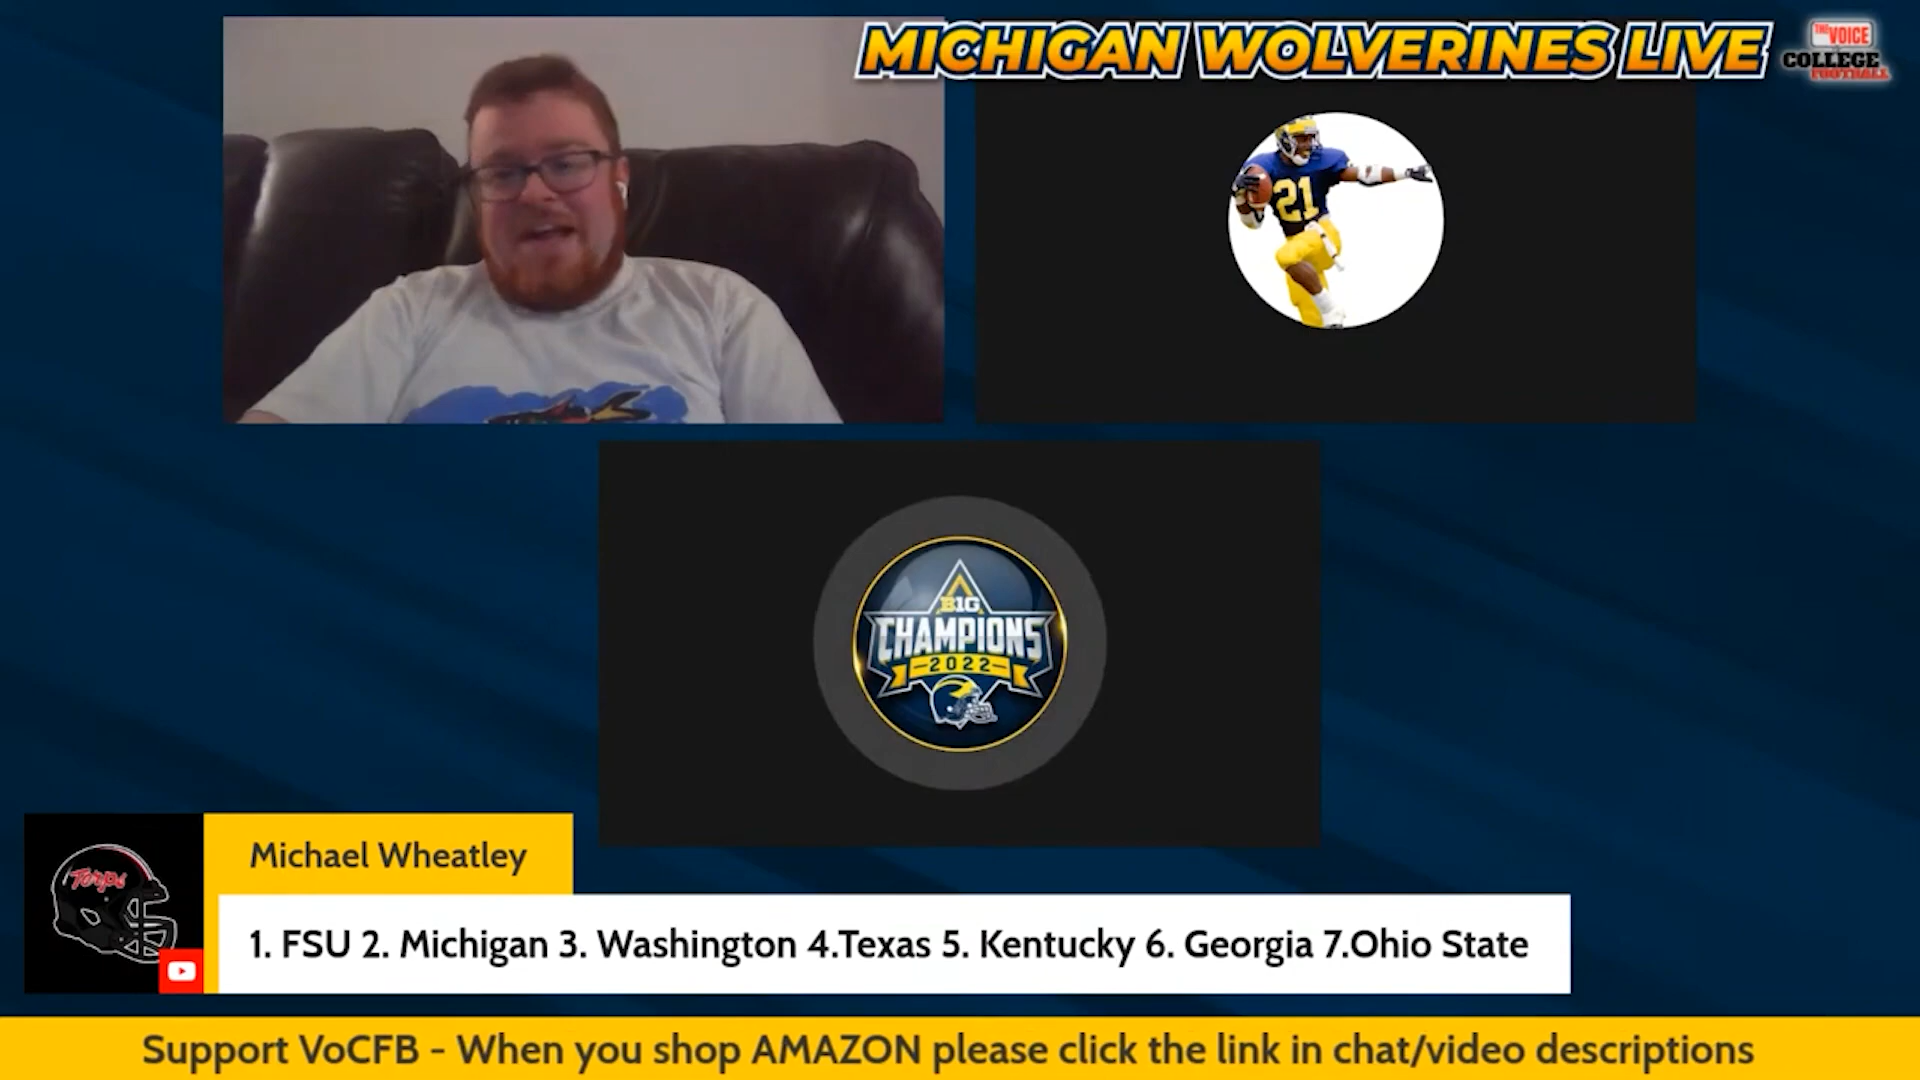 MICHIGAN WOLVERINES LIVE
THE VOICE
COLLEGE
FOOTBALL
21
B1G
CHAMPIONS
2022
Terps
Michael Wheatley
1. FSU 2. Michigan 3. Washington 4.Texas 5. Kentucky 6. Georgia 7.Ohio State
Support VoCFB - When you shop AMAZON please click the link in chat/video descriptions